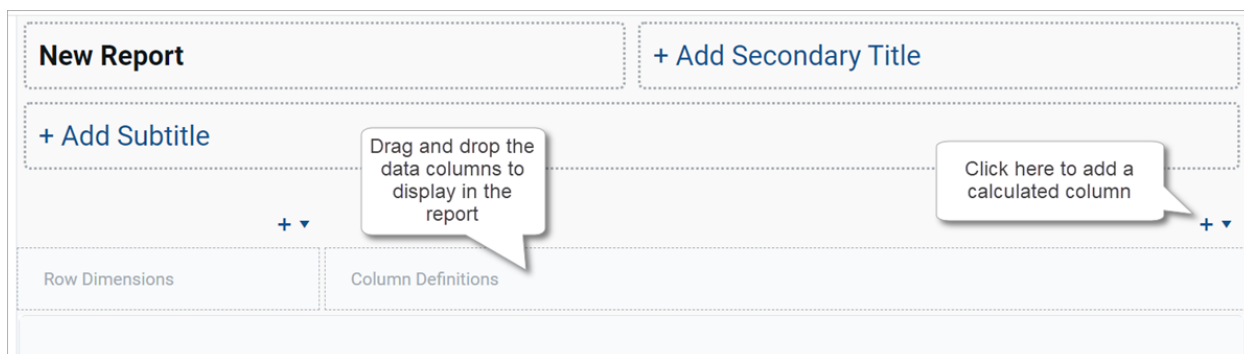 New Report
+ Add Secondary Title
+ Add Subtitle
Drag and drop the
data columns to
display in the
report
Click here to add a
calculated column
+
+
Row Dimensions
Column Definitions